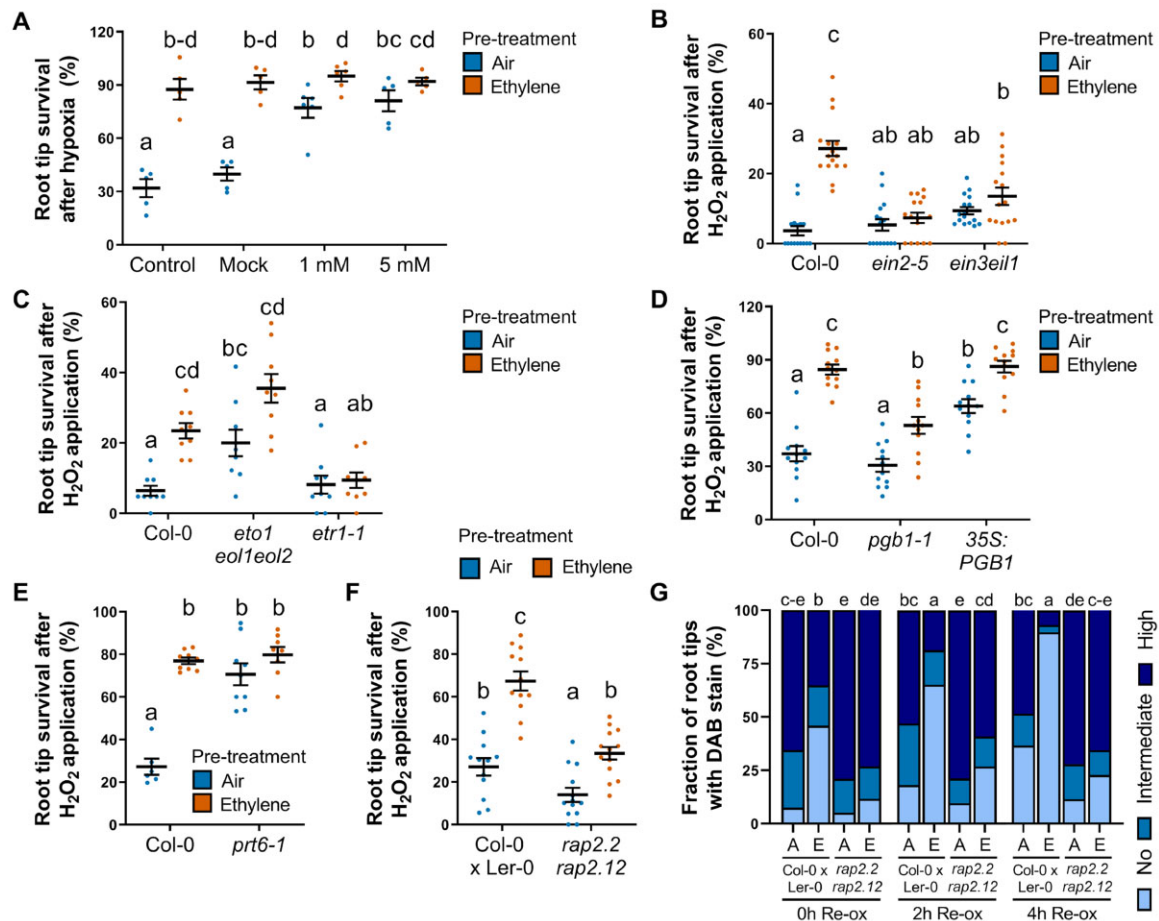 A
Root tip survival
after hypoxia (%)
120
90
60
30
0
a
b-d
a
b-d
b
d
bc
cd
Control
Mock
1 mM
5 mM
Pre-treatment
Air
Ethylene
B
Root tip survival after
H₂O₂ application (%)
60
40
20
0
a
c
ab
ab
ab
b
Col-0
ein2-5
ein3eil1
Pre-treatment
Air
Ethylene
C
Root tip survival after
H₂O₂ application (%)
60
40
20
0
a
cd
bc
cd
a
ab
Col-0
eto1
eol1eol2
etr1-1
Pre-treatment
Air
Ethylene
D
Root tip survival after
H₂O₂ application (%)
120
90
60
30
0
a
c
a
b
b
c
Col-0
pgb1-1
35S:
PGB1
Pre-treatment
Air
Ethylene
Pre-treatment
Air
Ethylene
E
Root tip survival after
H₂O₂ application (%)
120
90
60
30
0
a
b
b
b
Pre-treatment
Air
Ethylene
Col-0
prt6-1
F
Root tip survival after
H₂O₂ application (%)
100
80
60
40
20
0
b
c
a
b
Col-0
x Ler-0
rap2.2
rap2.12
G
Fraction of root tips
with DAB stain (%)
100
75
50
25
0
c-e b e de bc a e cd bc a de c-e
A E A E A E A E A E A E
Col-0 x rap2.2 Col-0 x rap2.2 Col-0 x rap2.2
Ler-0 rap2.12 Ler-0 rap2.12 Ler-0 rap2.12
0h Re-ox 2h Re-ox 4h Re-ox
No Intermediate High